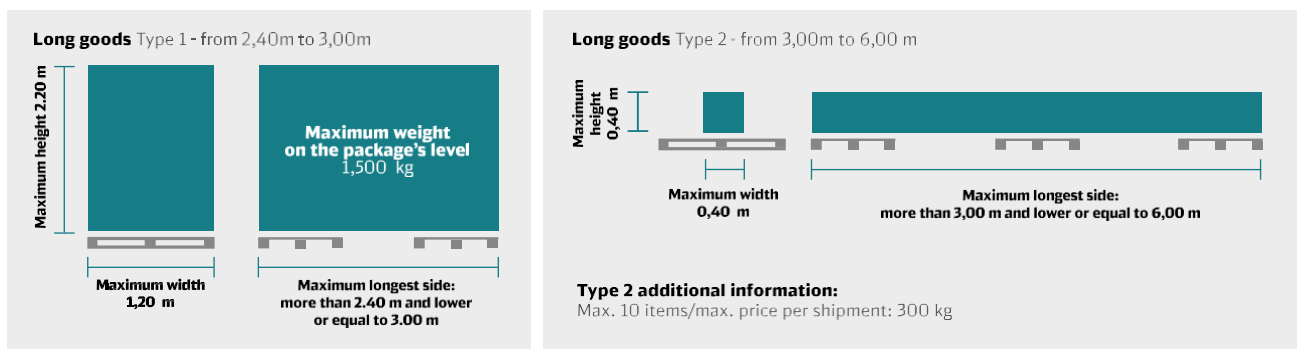 Long goods Type 1 - from 2,40m to 3,00m
Maximum height 2.20 m
Maximum weight
on the package's level
1,500 kg
Maximum width
1,20 m
Maximum longest side:
more than 2.40 m and lower
or equal to 3.00 m
Long goods Type 2 - from 3,00m to 6,00 m
Maximum
height
0,40 m
Maximum width
0,40 m
Maximum longest side:
more than 3,00 m and lower or equal to 6,00 m
Type 2 additional information:
Max. 10 items/max. price per shipment: 300 kg